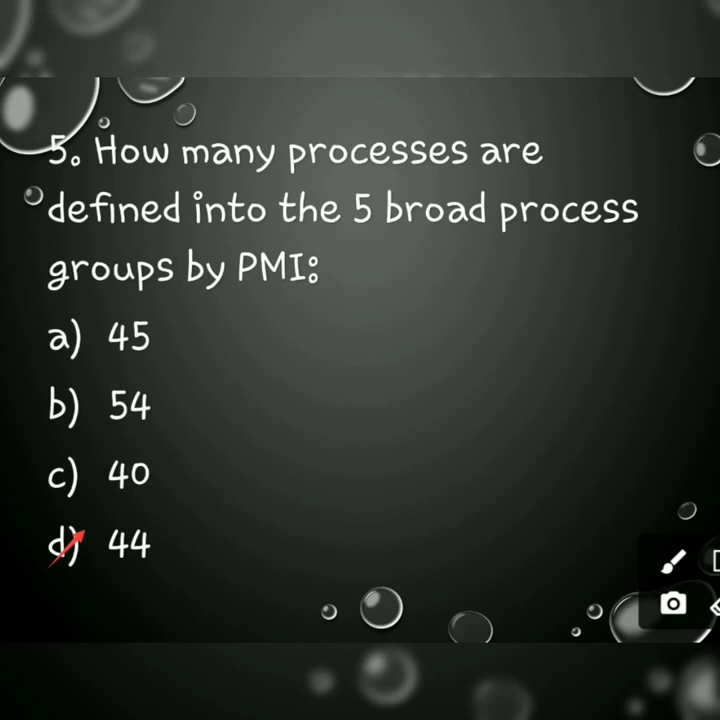 5. How many processes are
defined into the 5 broad process
groups by PMI:
a) 45
b) 54
c) 40
d) 44